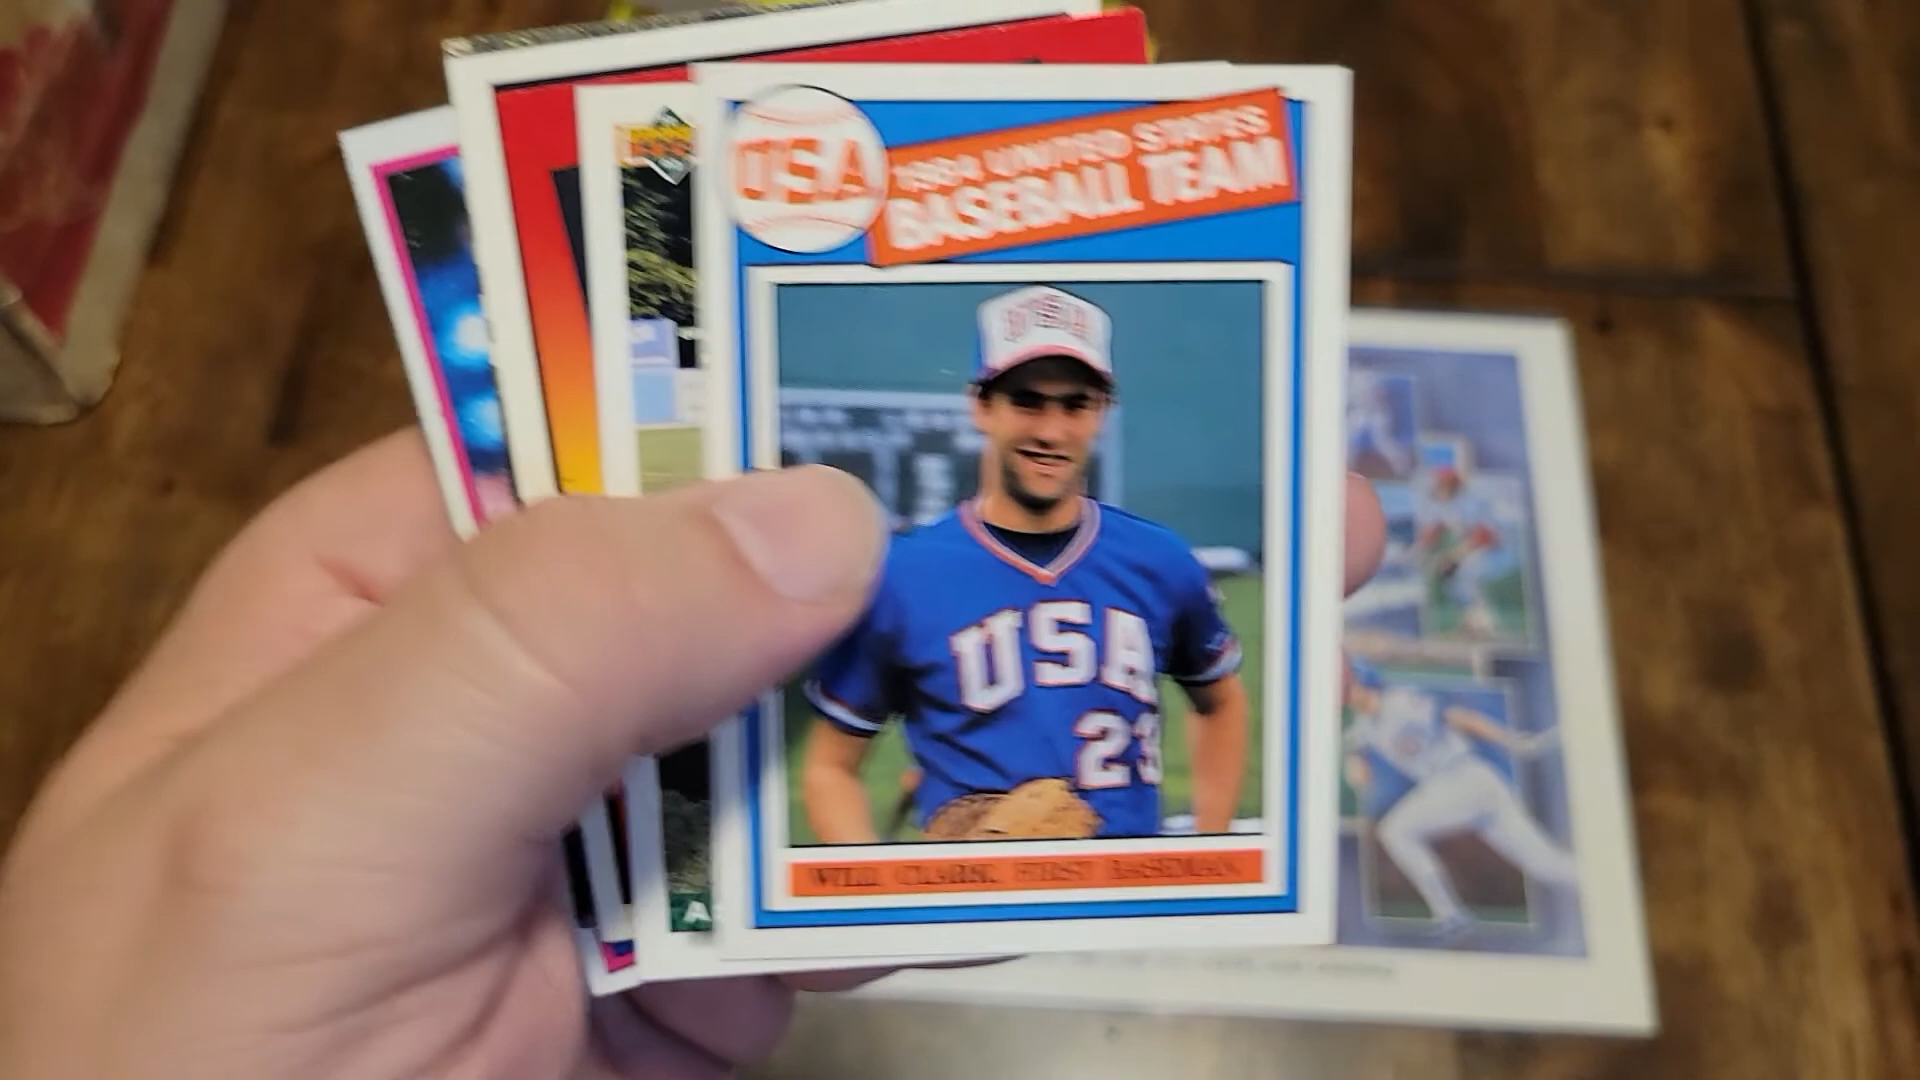 USA
1984 UNITED STATES
BASEBALL TEAM
USA
USA
23
WILL CLARK, FIRST BASEMAN
A